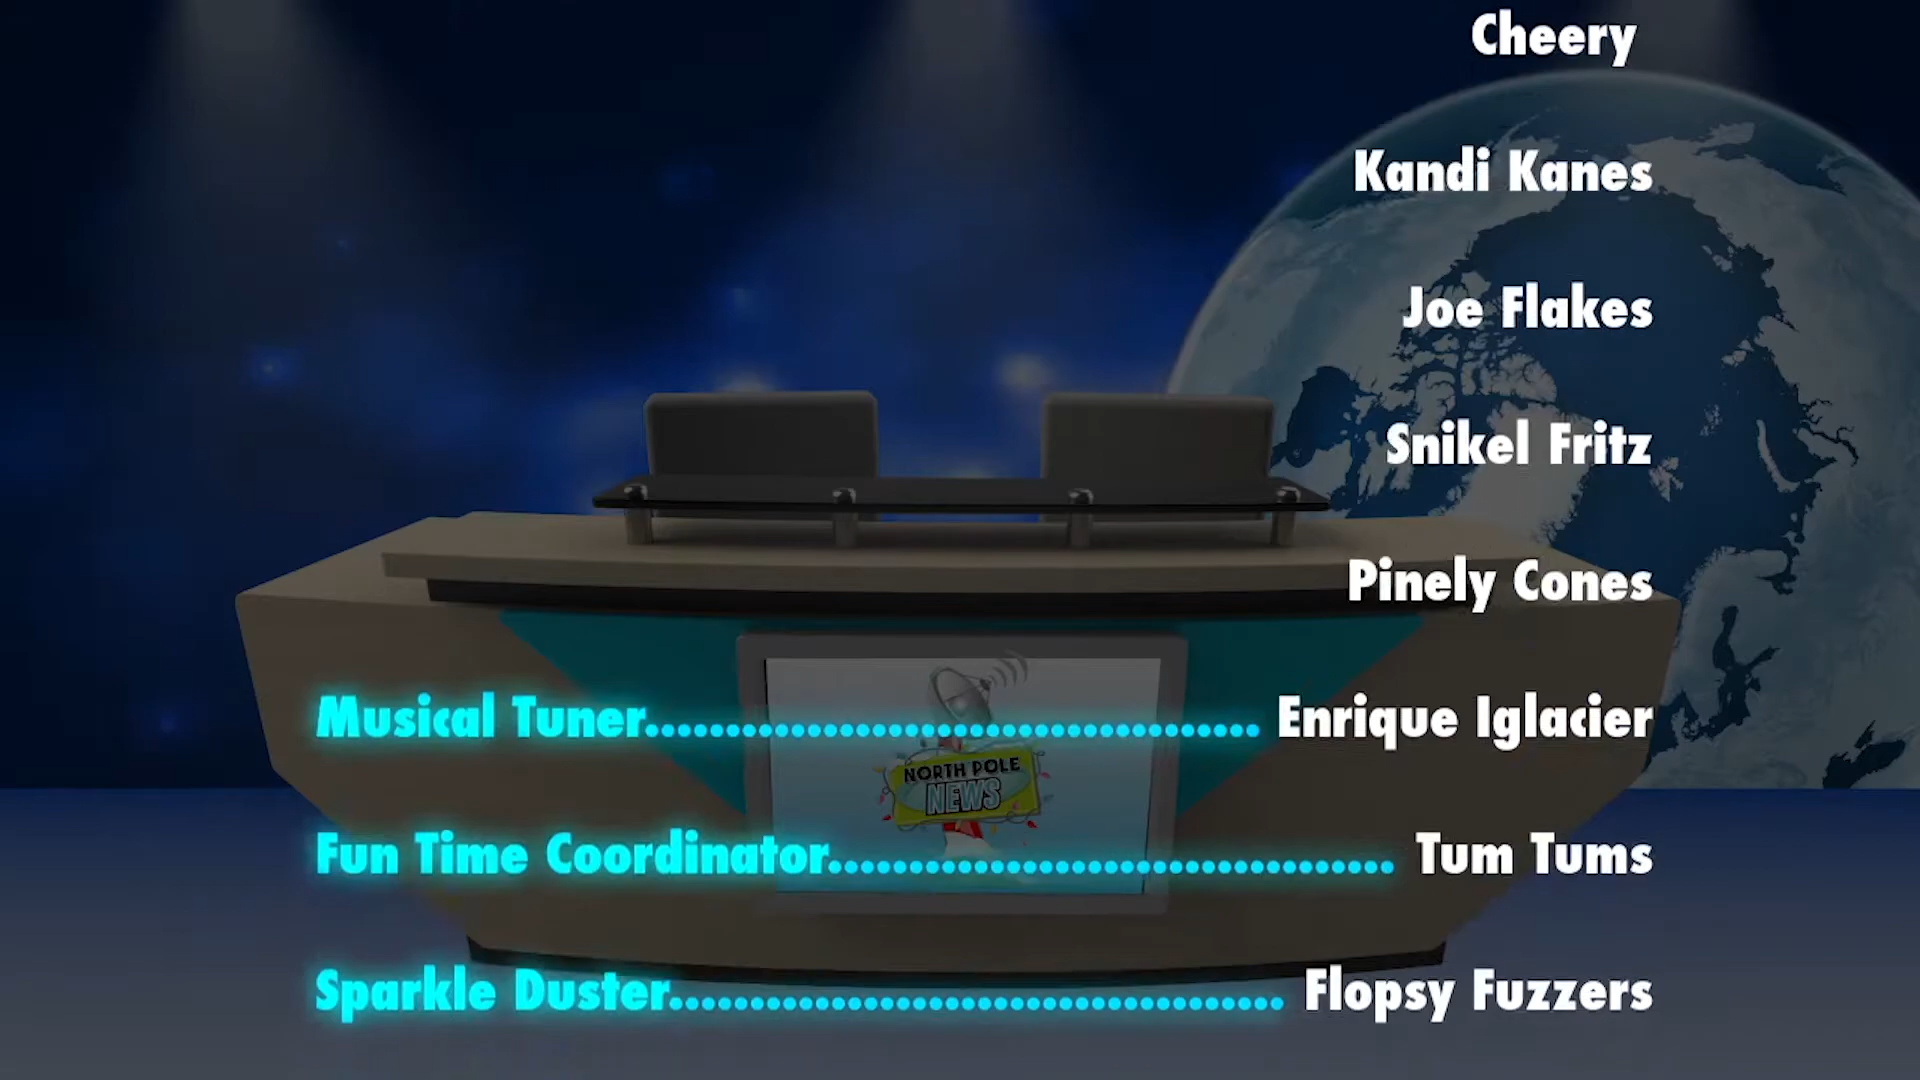 Cheery
Kandi Kanes
Joe Flakes
Snikel Fritz
Pinely Cones
Musical Tuner...................................... Enrique Iglacier
NORTH POLE
NEWS
Fun Time Coordinator................................... Tum Tums
Sparkle Duster...................................... Flopsy Fuzzers